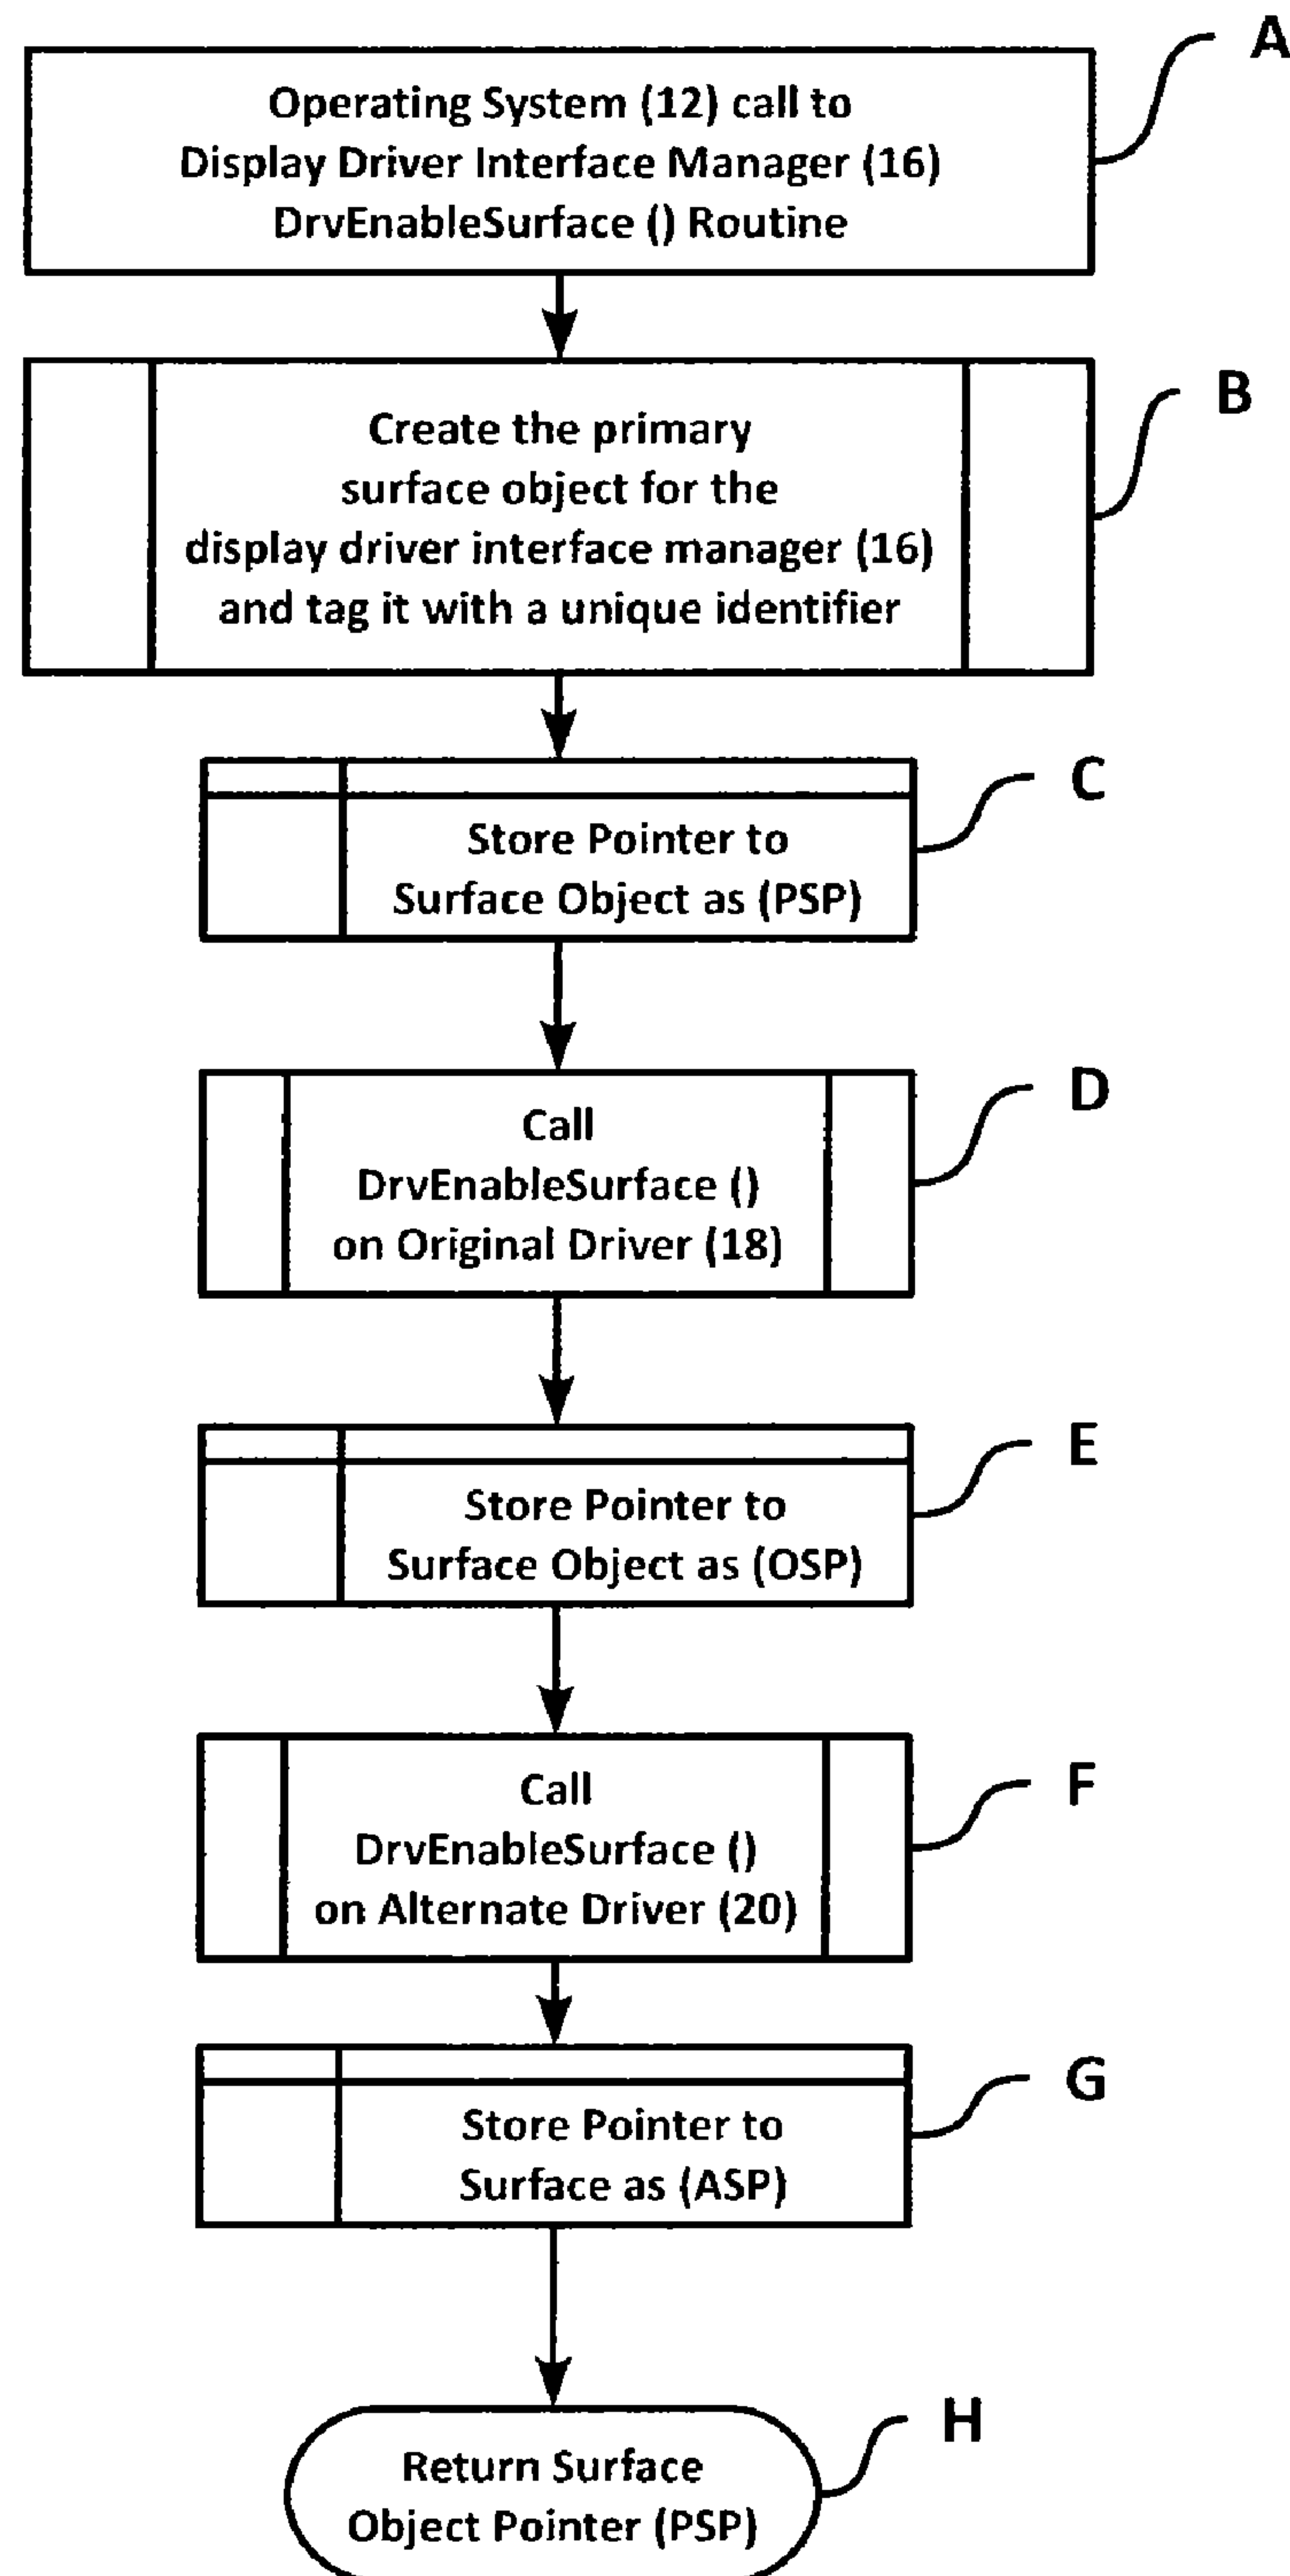 A
Operating System (12) call to
Display Driver Interface Manager (16)
DrvEnableSurface () Routine
B
Create the primary
surface object for the
display driver interface manager (16)
and tag it with a unique identifier
C
Store Pointer to
Surface Object as (PSP)
D
Call
DrvEnableSurface ()
on Original Driver (18)
E
Store Pointer to
Surface Object as (OSP)
F
Call
DrvEnableSurface ()
on Alternate Driver (20)
G
Store Pointer to
Surface as (ASP)
H
Return Surface
Object Pointer (PSP)